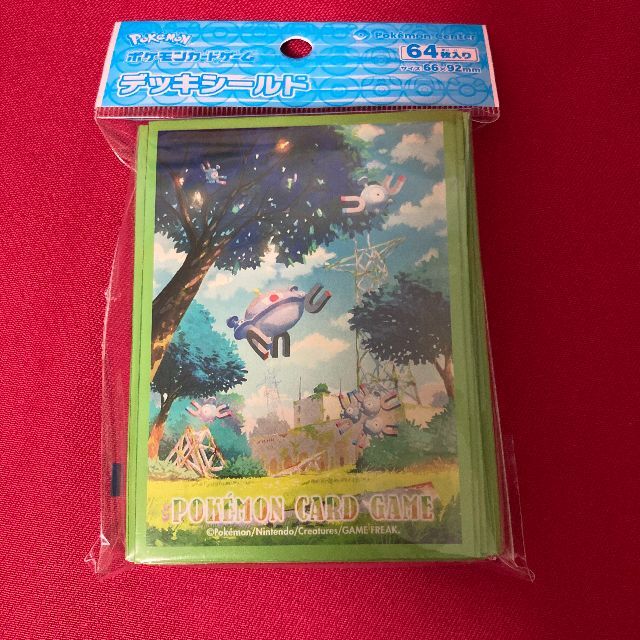 Pokémon
ポケモンカードゲーム
デッキシールド
Pokémon Center
64枚入り
サイズ 66×92mm
POKÉMON CARD GAME
©Pokémon/Nintendo/Creatures/GAME FREAK.